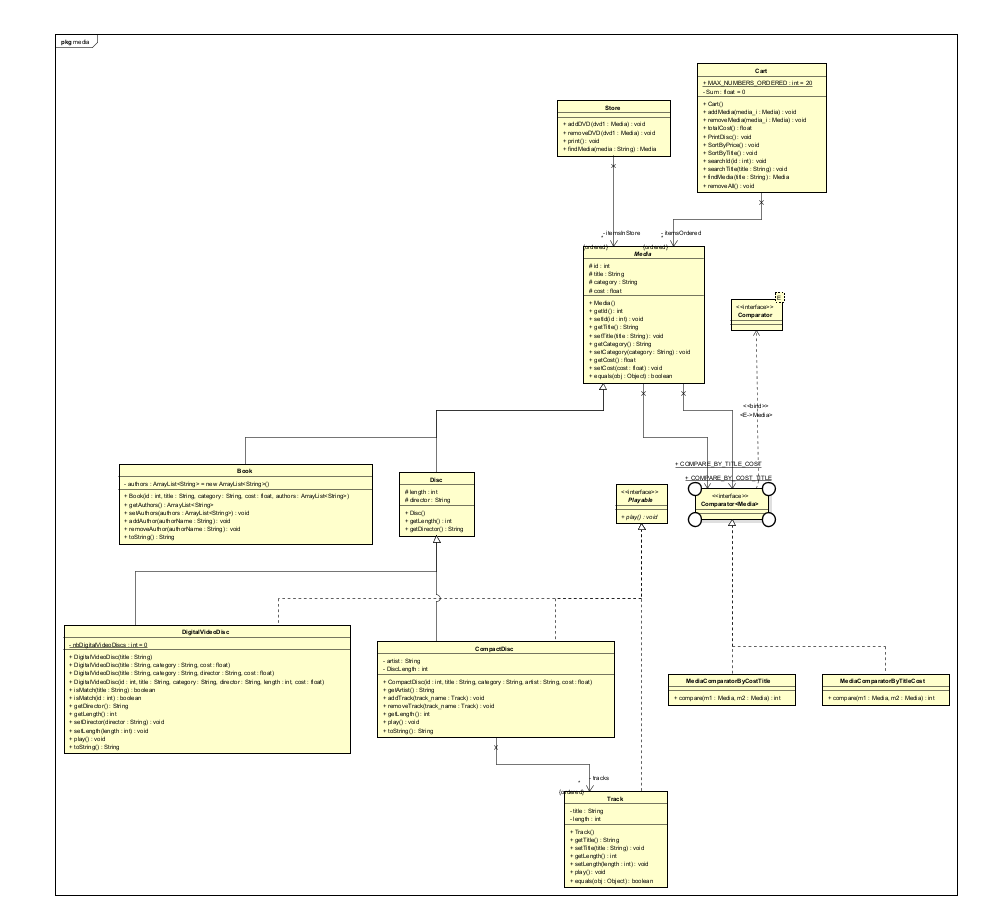 pkg media
Cart
+ MAX_NUMBERS_ORDERED : int = 20
- Sum : float = 0
+ Cart()
+ addMedia(media_i : Media) : void
+ removeMedia(media_i : Media) : void
+ totalCost() : float
+ PrintDisc() : void
+ SortByPrice() : void
+ SortByTitle() : void
+ searchId(id : int) : void
+ searchTitle(title : String) : void
+ findMedia(title : String) : Media
+ removeAll() : void
Store
+ addDVD(dvd1 : Media) : void
+ removeDVD(dvd1 : Media) : void
+ print() : void
+ findMedia(media : String) : Media
- itemsInStore
*
{ordered}
- itemsOrdered
*
{ordered}
Media
# id : int
# title : String
# category : String
# cost : float
+ Media()
+ getId() : int
+ setId(id : int) : void
+ getTitle() : String
+ setTitle(title : String) : void
+ getCategory() : String
+ setCategory(category : String) : void
+ getCost() : float
+ setCost(cost : float) : void
+ equals(obj : Object) : boolean
E
<<interface>>
Comparator
<<bind>>
<E->Media>
+ COMPARE_BY_TITLE_COST
+ COMPARE_BY_COST_TITLE
<<interface>>
Comparator<Media>
Book
- authors : ArrayList<String> = new ArrayList<String>()
+ Book(id : int, title : String, category : String, cost : float, authors : ArrayList<String>)
+ getAuthors() : ArrayList<String>
+ setAuthors(authors : ArrayList<String>) : void
+ addAuthor(authorName : String) : void
+ removeAuthor(authorName : String) : void
+ toString() : String
Disc
# length : int
# director : String
+ Disc()
+ getLength() : int
+ getDirector() : String
<<interface>>
Playable
+ play() : void
DigitalVideoDisc
- nbDigitalVideoDiscs : int = 0
+ DigitalVideoDisc(title : String)
+ DigitalVideoDisc(title : String, category : String, cost : float)
+ DigitalVideoDisc(title : String, category : String, director : String, cost : float)
+ DigitalVideoDisc(id : int, title : String, category : String, director : String, length : int, cost : float)
+ isMatch(title : String) : boolean
+ isMatch(id : int) : boolean
+ getDirector() : String
+ getLength() : int
+ setDirector(director : String) : void
+ setLength(length : int) : void
+ play() : void
+ toString() : String
CompactDisc
- artist : String
- DiscLength : int
+ CompactDisc(id : int, title : String, category : String, artist : String, cost : float)
+ getArtist() : String
+ addTrack(track_name : Track) : void
+ removeTrack(track_name : Track) : void
+ getLength() : int
+ play() : void
+ toString() : String
MediaComparatorByCostTitle
+ compare(m1 : Media, m2 : Media) : int
MediaComparatorByTitleCost
+ compare(m1 : Media, m2 : Media) : int
- tracks
*
{ordered}
Track
- title : String
- length : int
+ Track()
+ getTitle() : String
+ setTitle(title : String) : void
+ getLength() : int
+ setLength(length : int) : void
+ play() : void
+ equals(obj : Object) : boolean